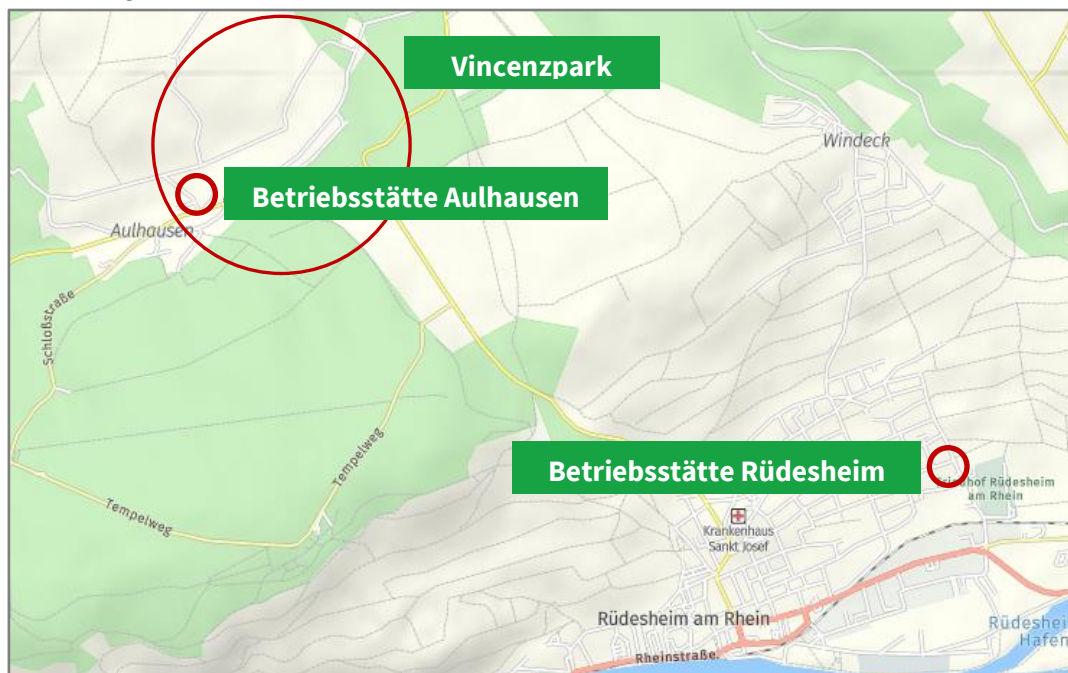 Vincenzpark
Windeck
Betriebsstätte Aulhausen
Aulhausen
Schloßstraße
Betriebsstätte Rüdesheim
Tempelweg
Friedhof Rüdesheim
am Rhein
Tempelweg
Krankenhaus
Sankt Josef
Rüdesheim am Rhein
Rüdeshei
Hafen
Rheinstraße